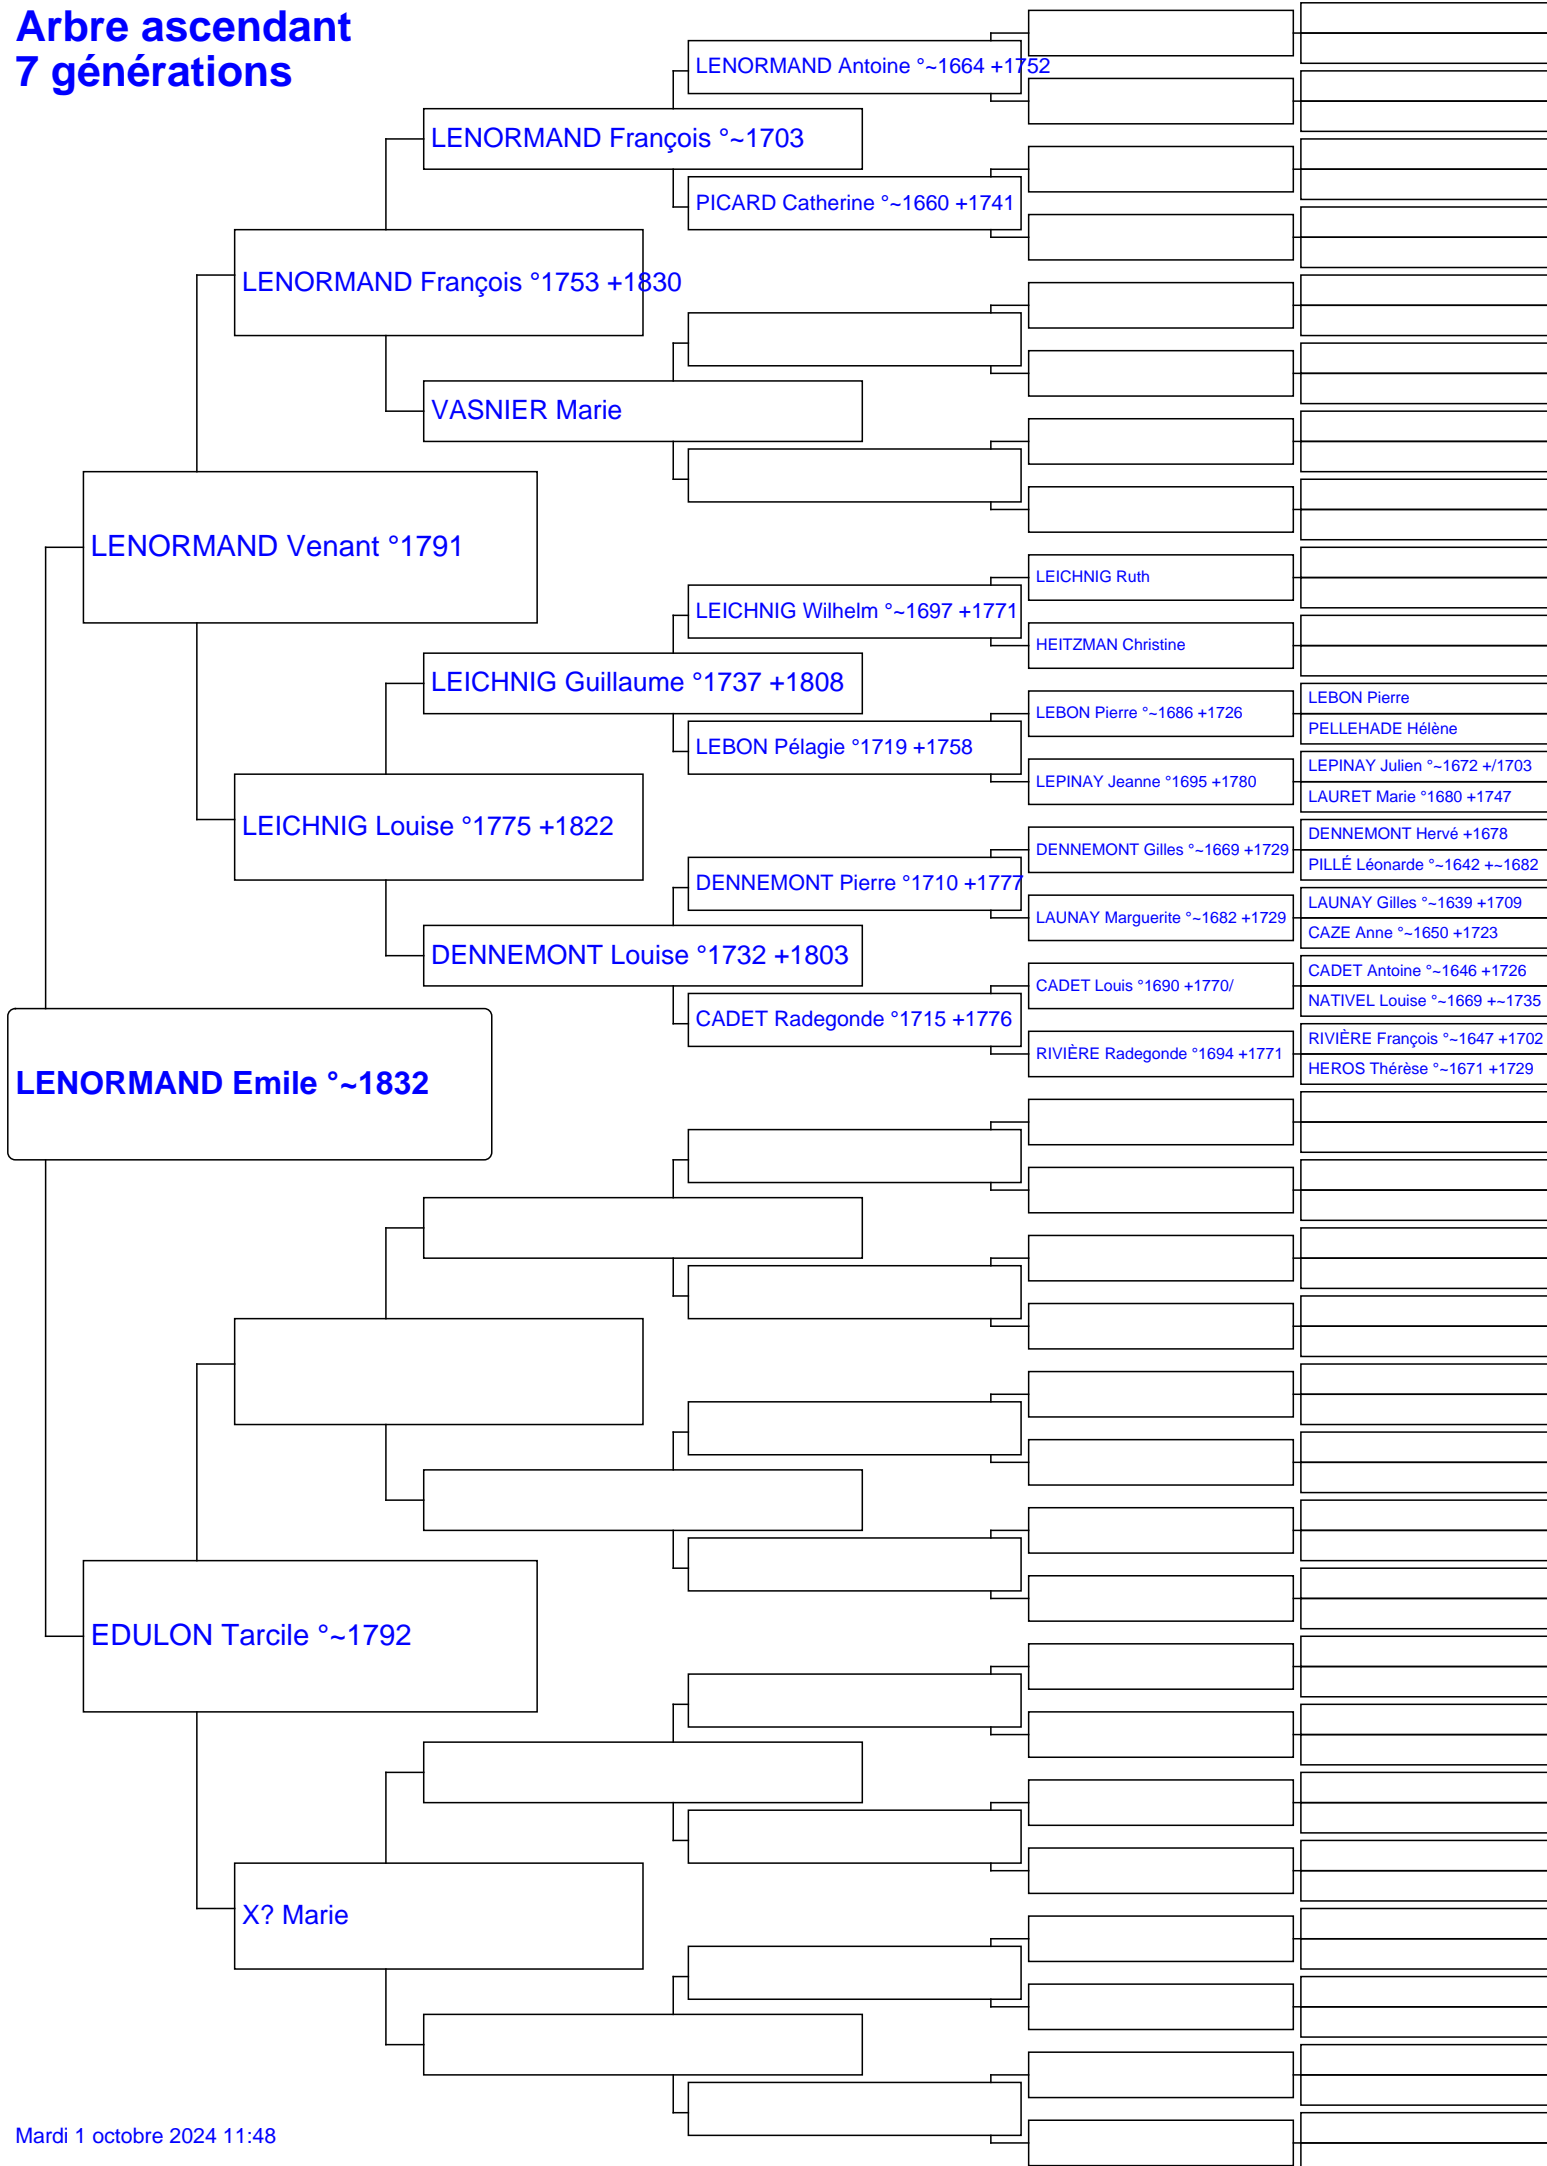 Arbre ascendant
7 générations
LENORMAND Antoine °~1664 +1752
LENORMAND François °~1703
PICARD Catherine °~1660 +1741
LENORMAND François °1753 +1830
VASNIER Marie
LENORMAND Venant °1791
LEICHNIG Ruth
LEICHNIG Wilhelm °~1697 +1771
HEITZMAN Christine
LEICHNIG Guillaume °1737 +1808
LEBON Pierre
LEBON Pierre °~1686 +1726
PELLEHADE Hélène
LEBON Pélagie °1719 +1758
LEPINAY Julien °~1672 +/1703
LEPINAY Jeanne °1695 +1780
LAURET Marie °1680 +1747
LEICHNIG Louise °1775 +1822
DENNEMONT Hervé +1678
DENNEMONT Gilles °~1669 +1729
PILLÉ Léonarde °~1642 +~1682
DENNEMONT Pierre °1710 +1777
LAUNAY Gilles °~1639 +1709
LAUNAY Marguerite °~1682 +1729
CAZE Anne °~1650 +1723
DENNEMONT Louise °1732 +1803
CADET Antoine °~1646 +1726
CADET Louis °1690 +1770/
NATIVEL Louise °~1669 +~1735
CADET Radegonde °1715 +1776
RIVIÈRE François °~1647 +1702
RIVIÈRE Radegonde °1694 +1771
HEROS Thérèse °~1671 +1729
LENORMAND Emile °~1832
EDULON Tarcile °~1792
X? Marie
Mardi 1 octobre 2024 11:48